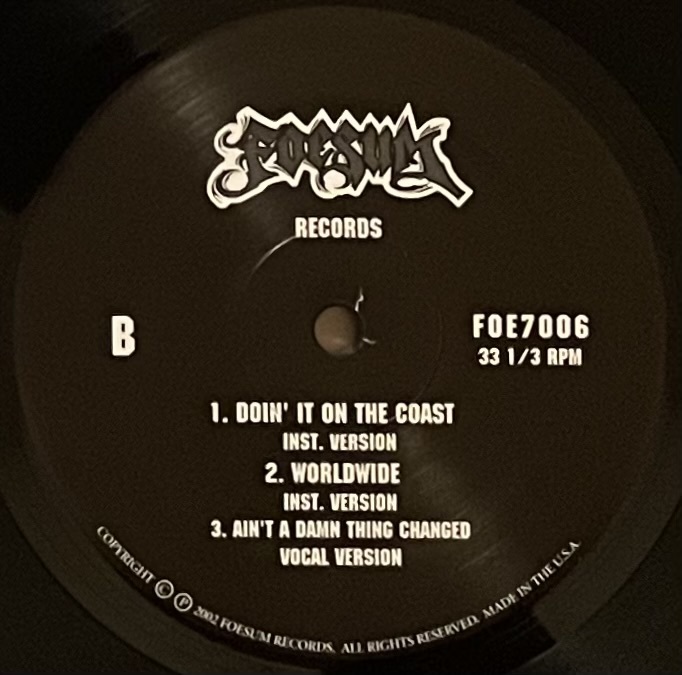 FOESUM
RECORDS
B
FOE7006
33 1/3 RPM
1. DOIN' IT ON THE COAST
INST. VERSION
2. WORLDWIDE
INST. VERSION
3. AIN'T A DAMN THING CHANGED
VOCAL VERSION
COPYRIGHT © ℗ 2002 FOESUM RECORDS. ALL RIGHTS RESERVED. MADE IN THE U.S.A.